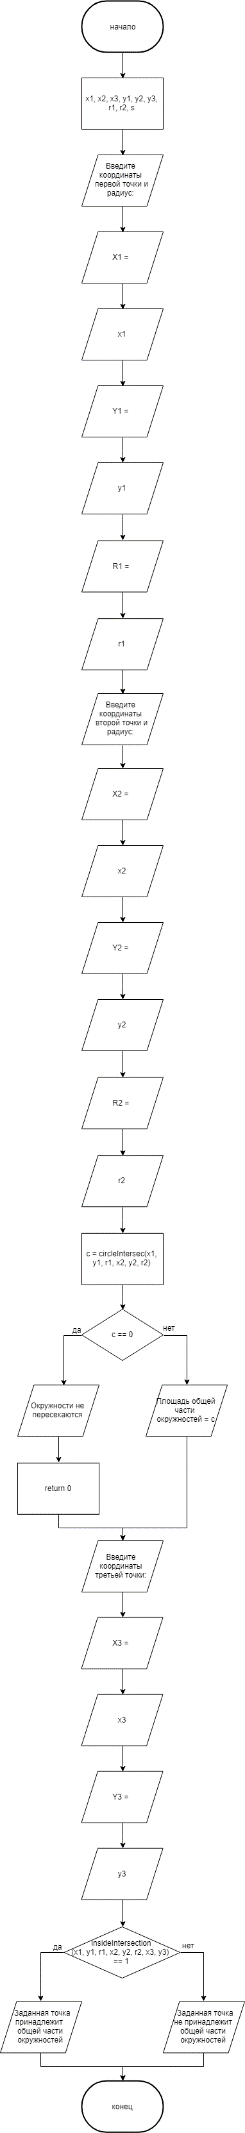 начало
x1, x2, x3, y1, y2, y3,
r1, r2, s
Введите
координаты
первой точки и
радиус:
X1 =
x1
Y1 =
y1
R1 =
r1
Введите
координаты
второй точки и
радиус:
X2 =
x2
Y2 =
y2
R2 =
r2
c = circleIntersec(x1,
y1, r1, x2, y2, r2)
c == 0
да
нет
Окружности не
пересекаются
Площадь общей
части
окружностей = c
return 0
Введите
координаты
третьей точки:
X3 =
x3
Y3 =
y3
insideIntersection
(x1, y1, r1, x2, y2, r2, x3, y3)
== 1
да
нет
Заданная точка
принадлежит
общей части
окружностей
Заданная точка
не принадлежит
общей части
окружностей
конец